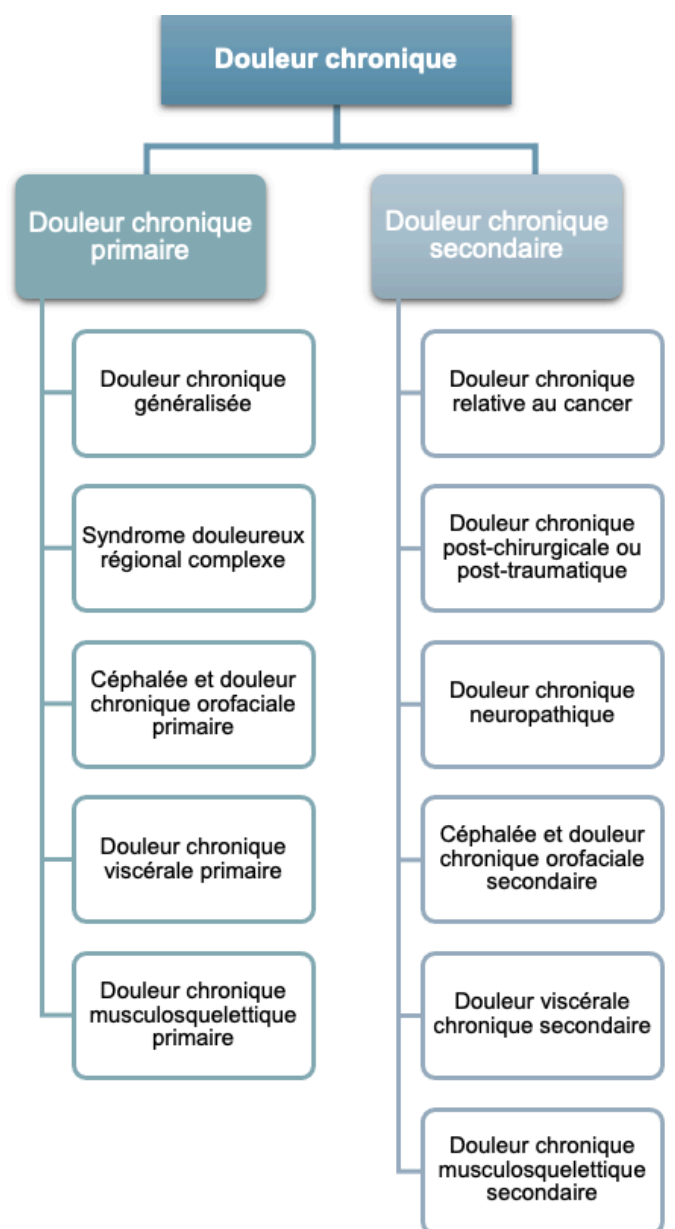 Douleur chronique
Douleur chronique
primaire
Douleur chronique
généralisée
Syndrome douleureux
régional complexe
Céphalée et douleur
chronique orofaciale
primaire
Douleur chronique
viscérale primaire
Douleur chronique
musculosquelettique
primaire
Douleur chronique
secondaire
Douleur chronique
relative au cancer
Douleur chronique
post-chirurgicale ou
post-traumatique
Douleur chronique
neuropathique
Céphalée et douleur
chronique orofaciale
secondaire
Douleur viscérale
chronique secondaire
Douleur chronique
musculosquelettique
secondaire